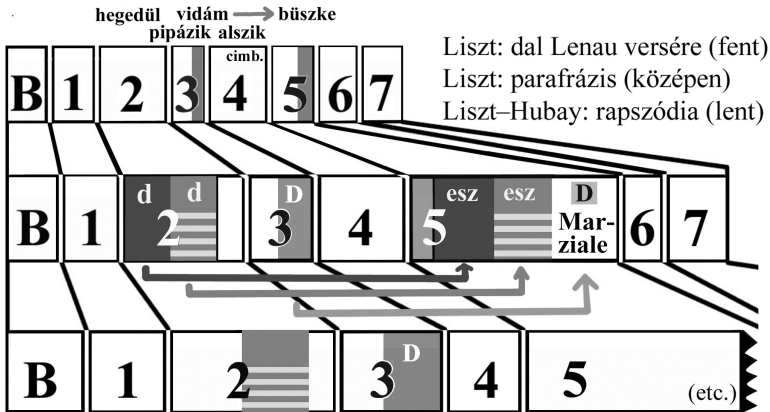 hegedül vidám büszke
pipázik alszik
cimb.
B 1 2 3 4 5 6 7
Liszt: dal Lenau versére (fent)
Liszt: parafrázis (középen)
Liszt–Hubay: rapszódia (lent)
d d D esz esz D
B 1 2 3 4 5 Mar- 6 7
ziale
D
B 1 2 3 4 5
(etc.)